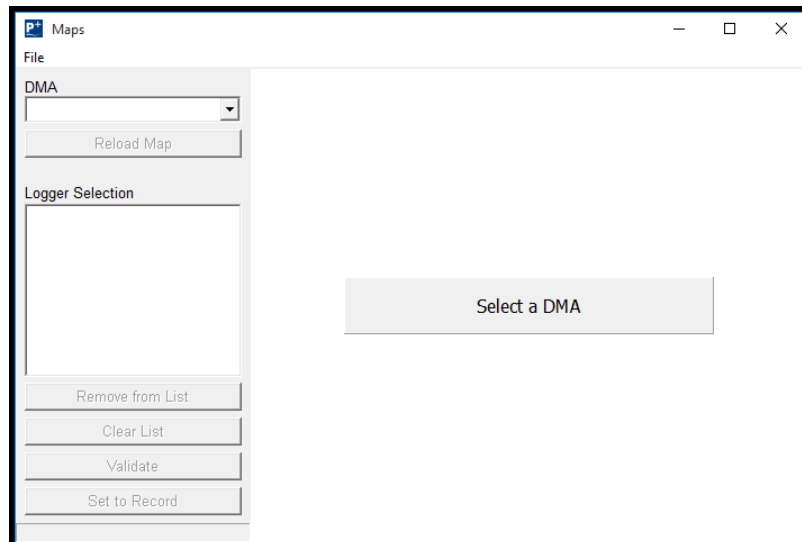 P+ Maps
File
DMA
Reload Map
Logger Selection
Select a DMA
Remove from List
Clear List
Validate
Set to Record